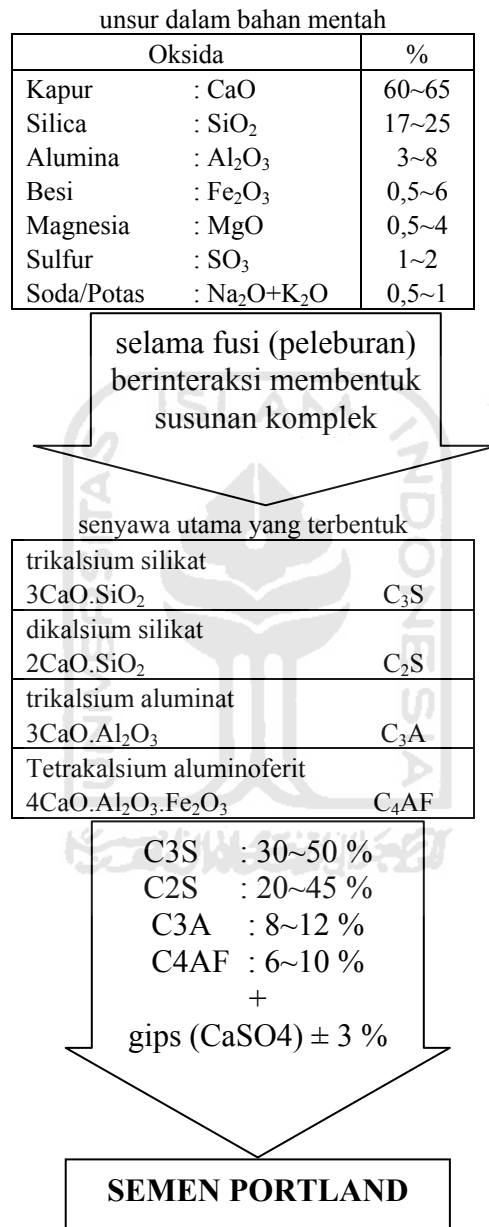 unsur dalam bahan mentah
Oksida %
Kapur : CaO 60~65
Silica : SiO₂ 17~25
Alumina : Al₂O₃ 3~8
Besi : Fe₂O₃ 0,5~6
Magnesia : MgO 0,5~4
Sulfur : SO₃ 1~2
Soda/Potas : Na₂O+K₂O 0,5~1
selama fusi (peleburan)
berinteraksi membentuk
susunan komplek
senyawa utama yang terbentuk
trikalsium silikat
3CaO.SiO₂ C₃S
dikalsium silikat
2CaO.SiO₂ C₂S
trikalsium aluminat
3CaO.Al₂O₃ C₃A
Tetrakalsium aluminoferit
4CaO.Al₂O₃.Fe₂O₃ C₄AF
C3S : 30~50 %
C2S : 20~45 %
C3A : 8~12 %
C4AF : 6~10 %
+
gips (CaSO4) ± 3 %
SEMEN PORTLAND
UNIVERSITAS
ISLAM
INDONESIA